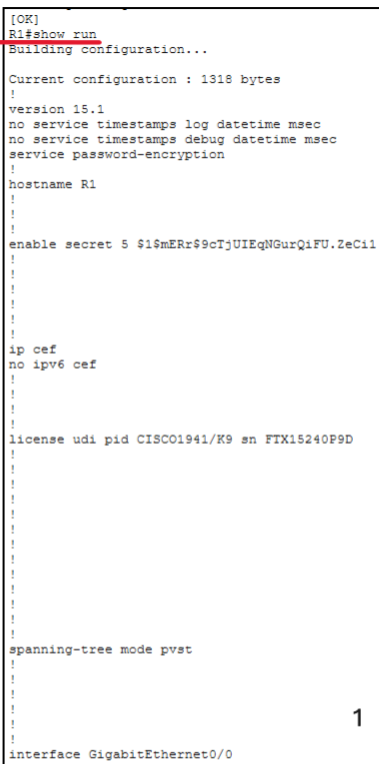 [OK]
R1#show run
Building configuration...

Current configuration : 1318 bytes
!
version 15.1
no service timestamps log datetime msec
no service timestamps debug datetime msec
service password-encryption
!
hostname R1
!
!
!
enable secret 5 $1$mERr$9cTjUIEqNGurQiFU.ZeCi1
!
!
!
!
!
!
ip cef
no ipv6 cef
!
!
!
!
license udi pid CISCO1941/K9 sn FTX15240P9D
!
!
!
!
!
!
!
!
!
!
!
spanning-tree mode pvst
!
!
!
!
!
!
interface GigabitEthernet0/0
1